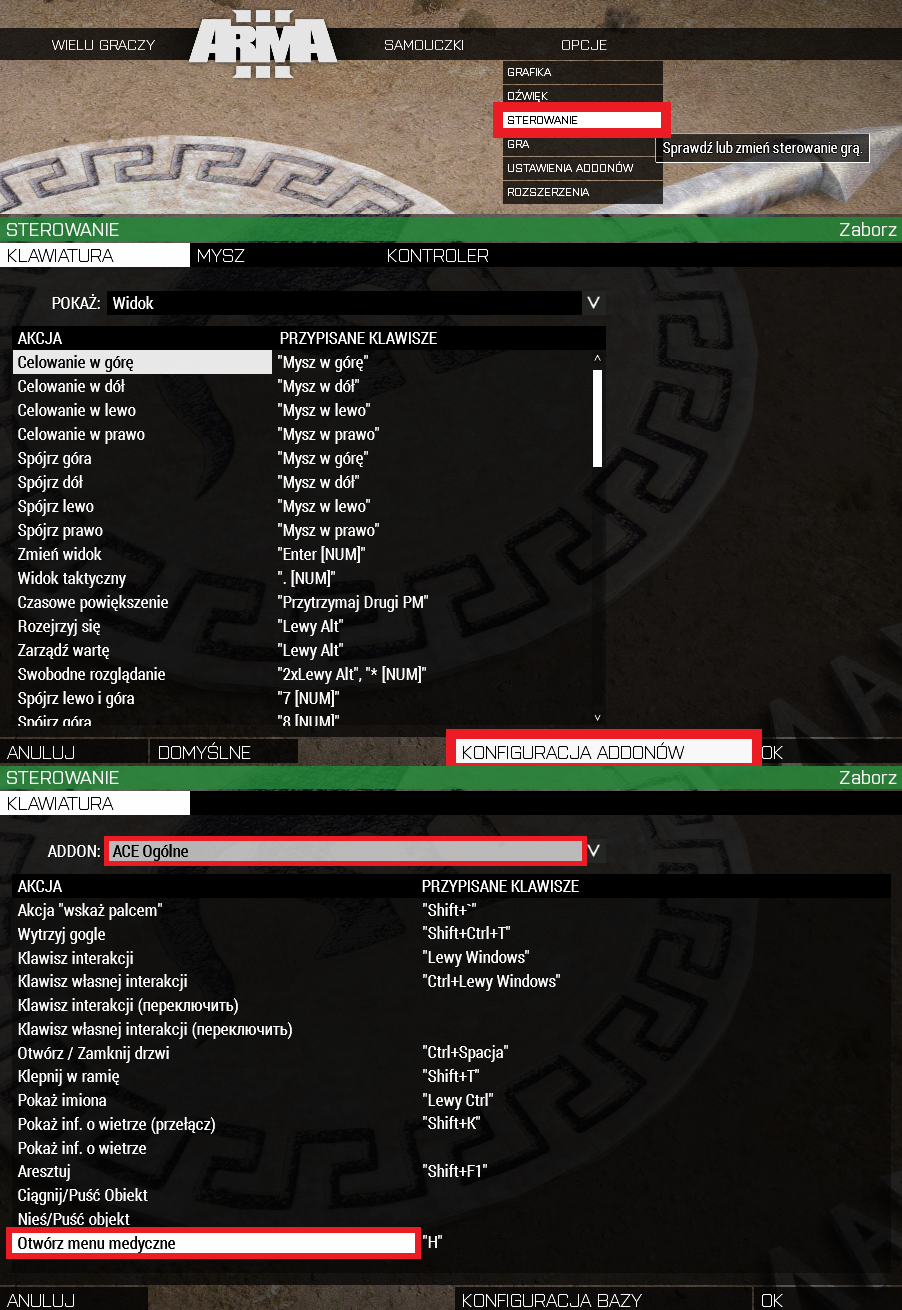 WIELU GRACZY ARMA III SAMOUCZKI OPCJE
GRAFIKA
DŹWIĘK
STEROWANIE
GRA
Sprawdź lub zmień sterowanie grą.
USTAWIENIA ADDONÓW
ROZSZERZENIA
STEROWANIE Zaborz
KLAWIATURA MYSZ KONTROLER
POKAŻ: Widok V
AKCJA PRZYPISANE KLAWISZE
Celowanie w górę "Mysz w górę"
Celowanie w dół "Mysz w dół"
Celowanie w lewo "Mysz w lewo"
Celowanie w prawo "Mysz w prawo"
Spójrz góra "Mysz w górę"
Spójrz dół "Mysz w dół"
Spójrz lewo "Mysz w lewo"
Spójrz prawo "Mysz w prawo"
Zmień widok "Enter [NUM]"
Widok taktyczny ". [NUM]"
Czasowe powiększenie "Przytrzymaj Drugi PM"
Rozejrzyj się "Lewy Alt"
Zarządź wartę "Lewy Alt"
Swobodne rozglądanie "2xLewy Alt", "* [NUM]"
Spójrz lewo i góra "7 [NUM]"
Spójrz góra "8 [NUM]"
ANULUJ DOMYŚLNE KONFIGURACJA ADDONÓW OK
STEROWANIE Zaborz
KLAWIATURA
ADDON: ACE Ogólne V
AKCJA PRZYPISANE KLAWISZE
Akcja "wskaż palcem" "Shift+`"
Wytrzyj gogle "Shift+Ctrl+T"
Klawisz interakcji "Lewy Windows"
Klawisz własnej interakcji "Ctrl+Lewy Windows"
Klawisz interakcji (переключить)
Klawisz własnej interakcji (переключить)
Otwórz / Zamknij drzwi "Ctrl+Spacja"
Klepnij w ramię "Shift+T"
Pokaż imiona "Lewy Ctrl"
Pokaż inf. o wietrze (przełącz) "Shift+K"
Pokaż inf. o wietrze
Aresztuj "Shift+F1"
Ciągnij/Puść Obiekt
Nieś/Puść objekt
Otwórz menu medyczne "H"
ANULUJ KONFIGURACJA BAZY OK